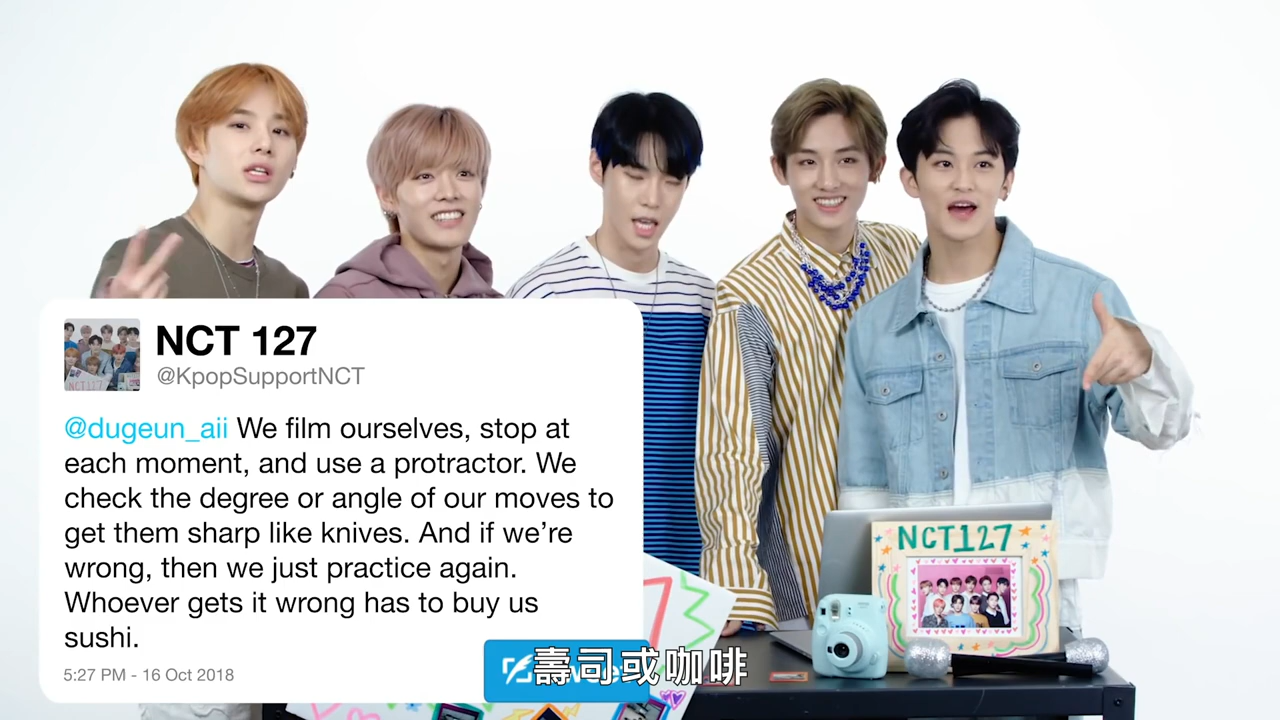 NCT 127
@KpopSupportNCT
@dugeun_aii We film ourselves, stop at
each moment, and use a protractor. We
check the degree or angle of our moves to
get them sharp like knives. And if we're
wrong, then we just practice again.
Whoever gets it wrong has to buy us
sushi.
5:27 PM - 16 Oct 2018
壽司或咖啡
NCT127